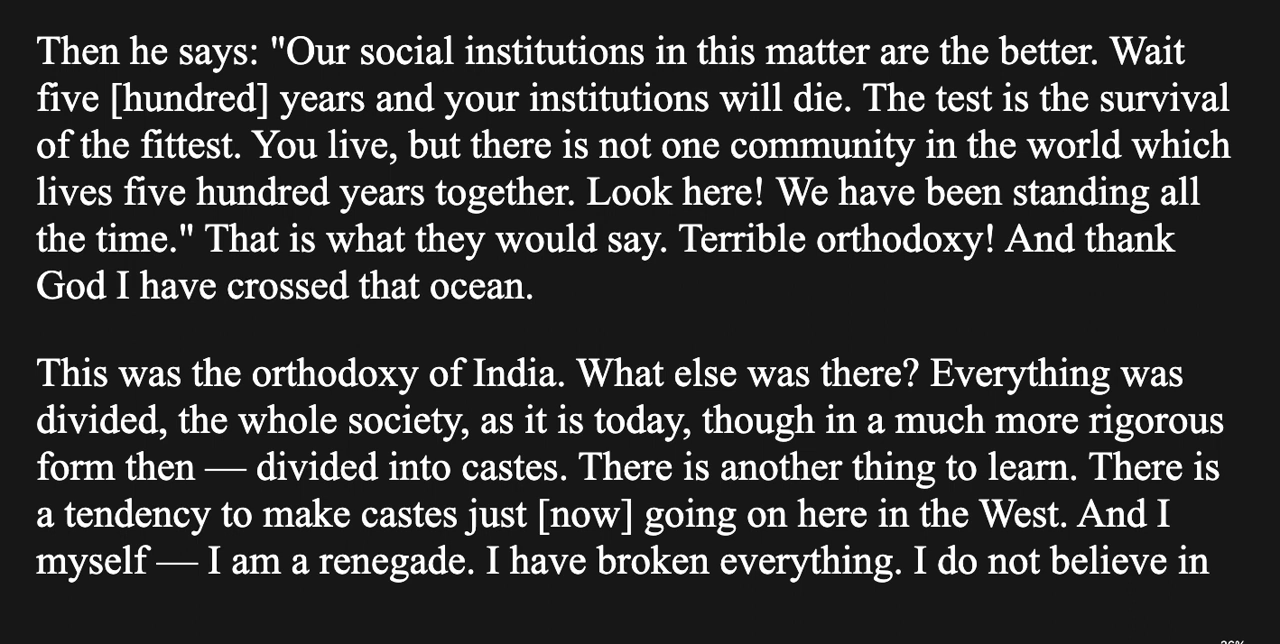 Then he says: "Our social institutions in this matter are the better. Wait
five [hundred] years and your institutions will die. The test is the survival
of the fittest. You live, but there is not one community in the world which
lives five hundred years together. Look here! We have been standing all
the time." That is what they would say. Terrible orthodoxy! And thank
God I have crossed that ocean.
This was the orthodoxy of India. What else was there? Everything was
divided, the whole society, as it is today, though in a much more rigorous
form then — divided into castes. There is another thing to learn. There is
a tendency to make castes just [now] going on here in the West. And I
myself — I am a renegade. I have broken everything. I do not believe in